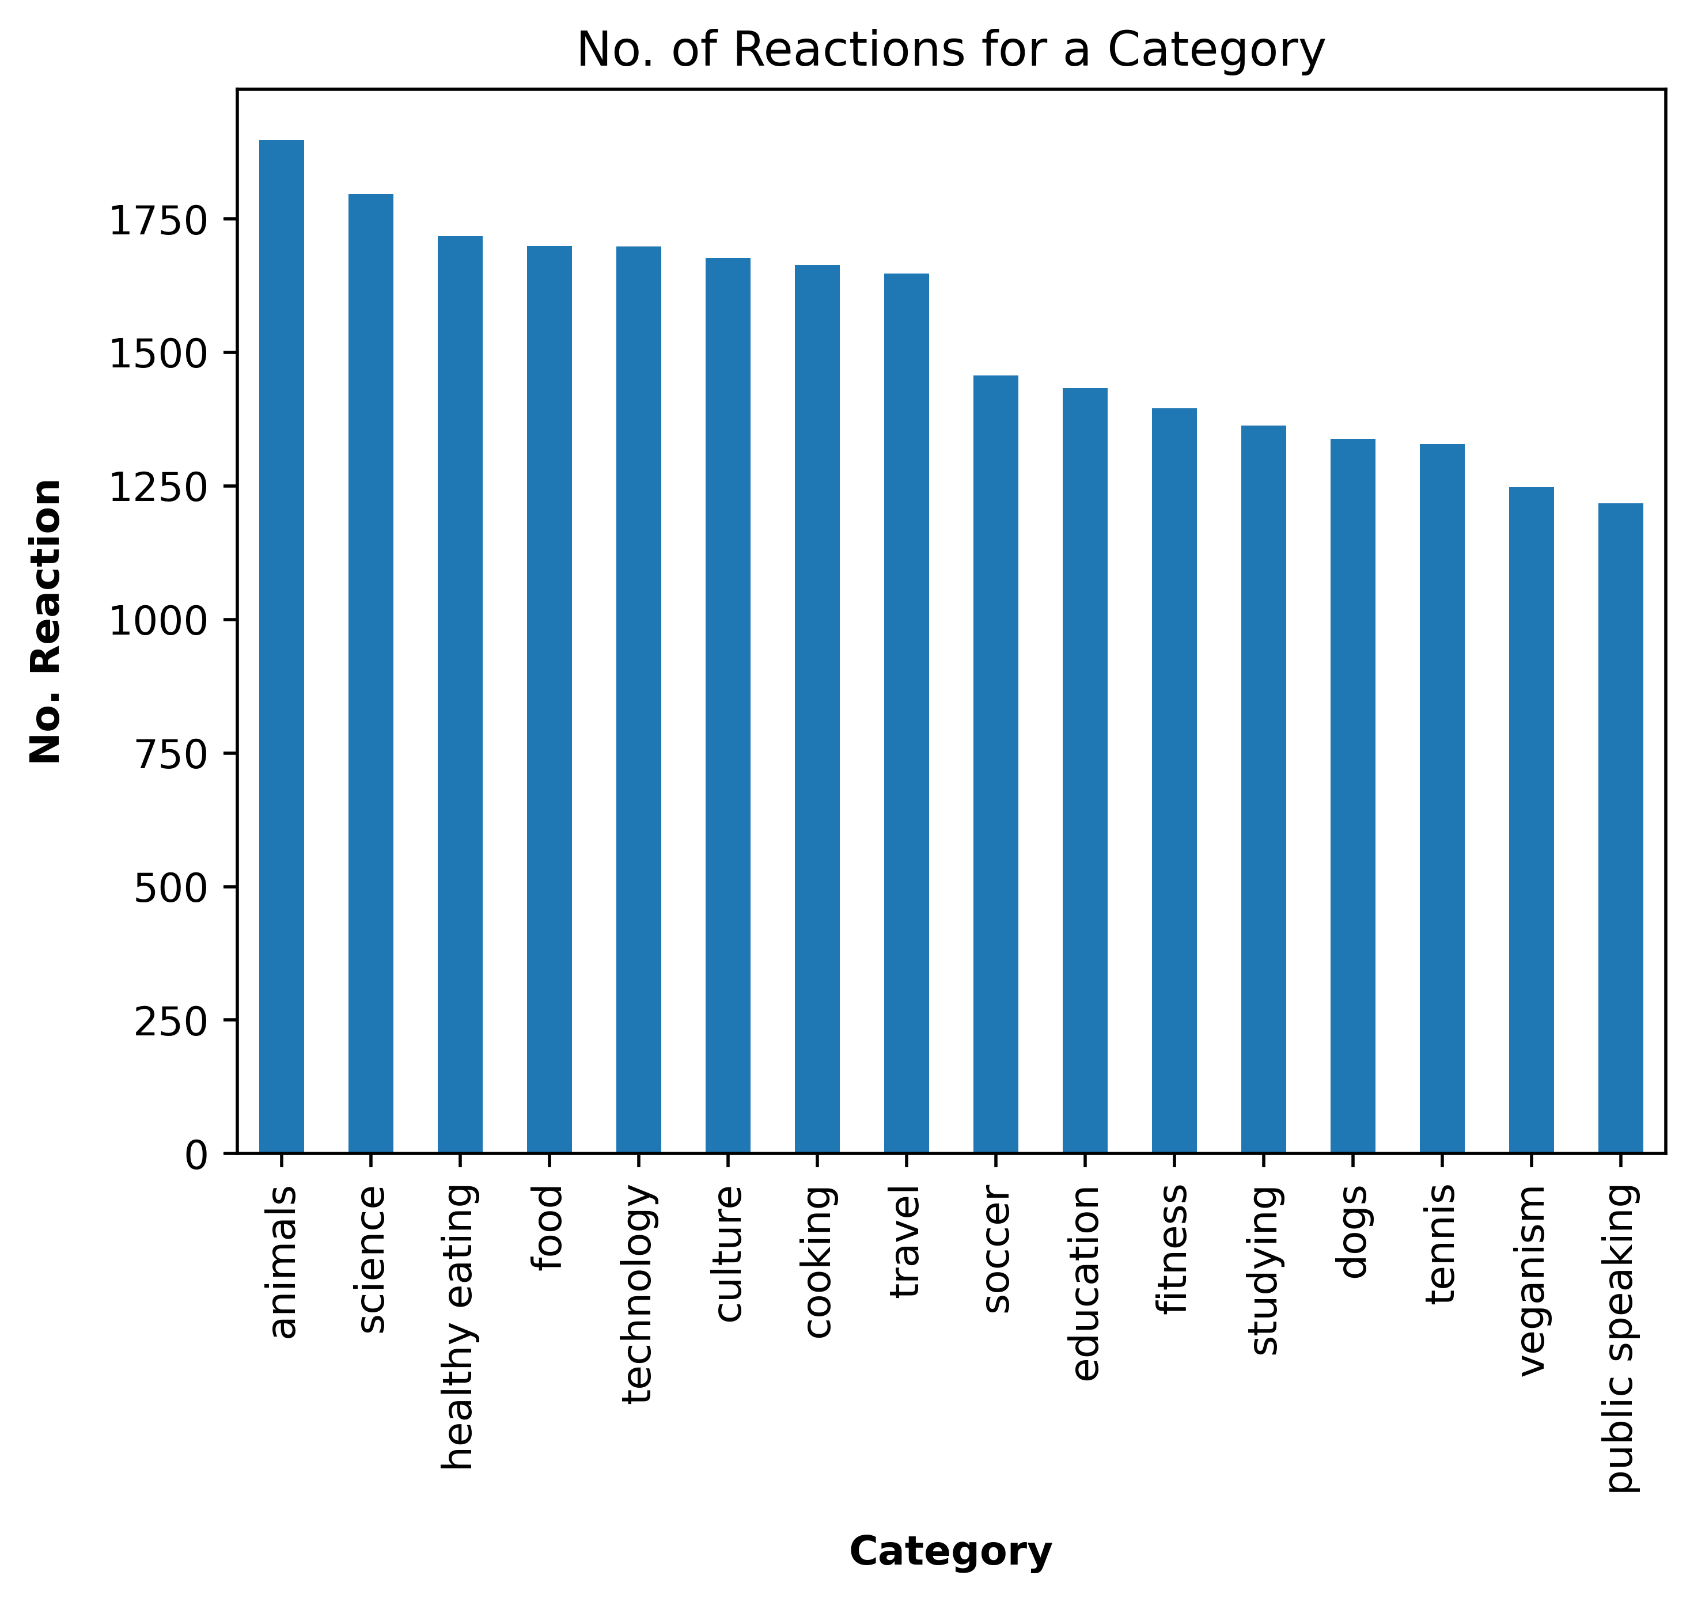 No. of Reactions for a Category
No. Reaction
1750
1500
1250
1000
750
500
250
0
animals
science
healthy eating
food
technology
culture
cooking
travel
soccer
education
fitness
studying
dogs
tennis
veganism
public speaking
Category